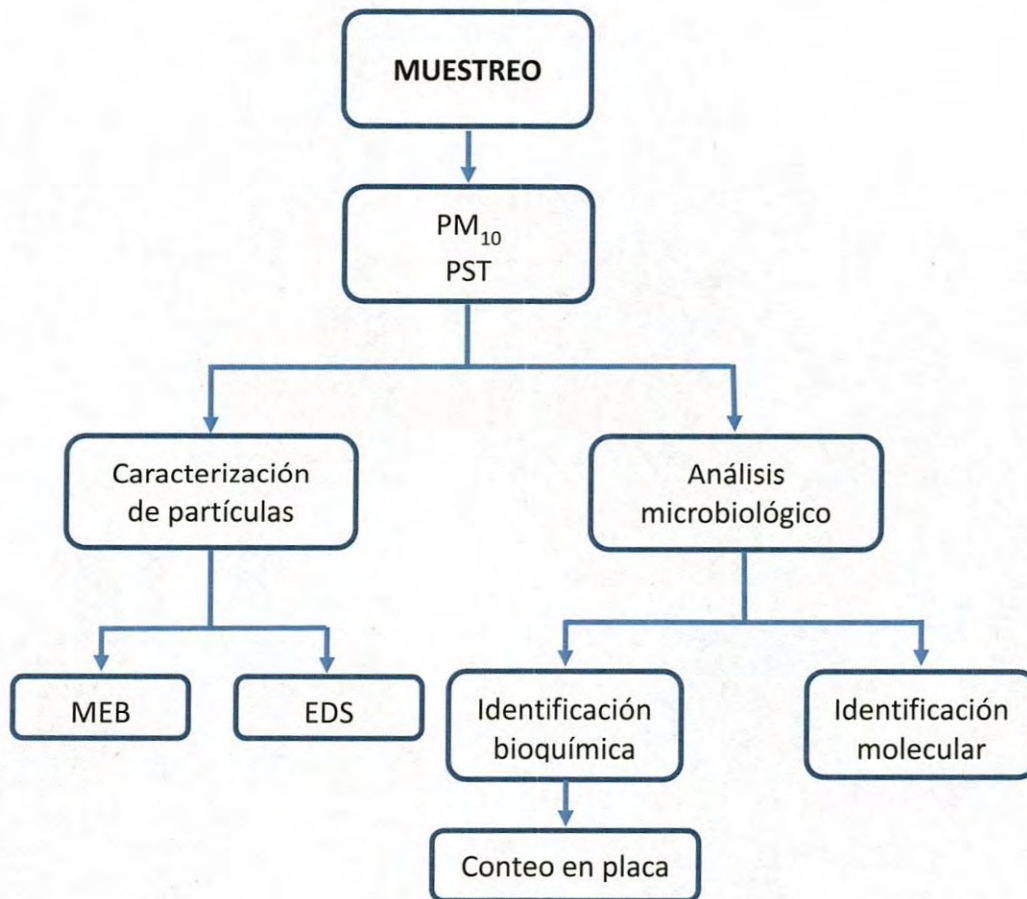 MUESTREO
PM₁₀
PST
Caracterización
de partículas
Análisis
microbiológico
MEB
EDS
Identificación
bioquímica
Identificación
molecular
Conteo en placa